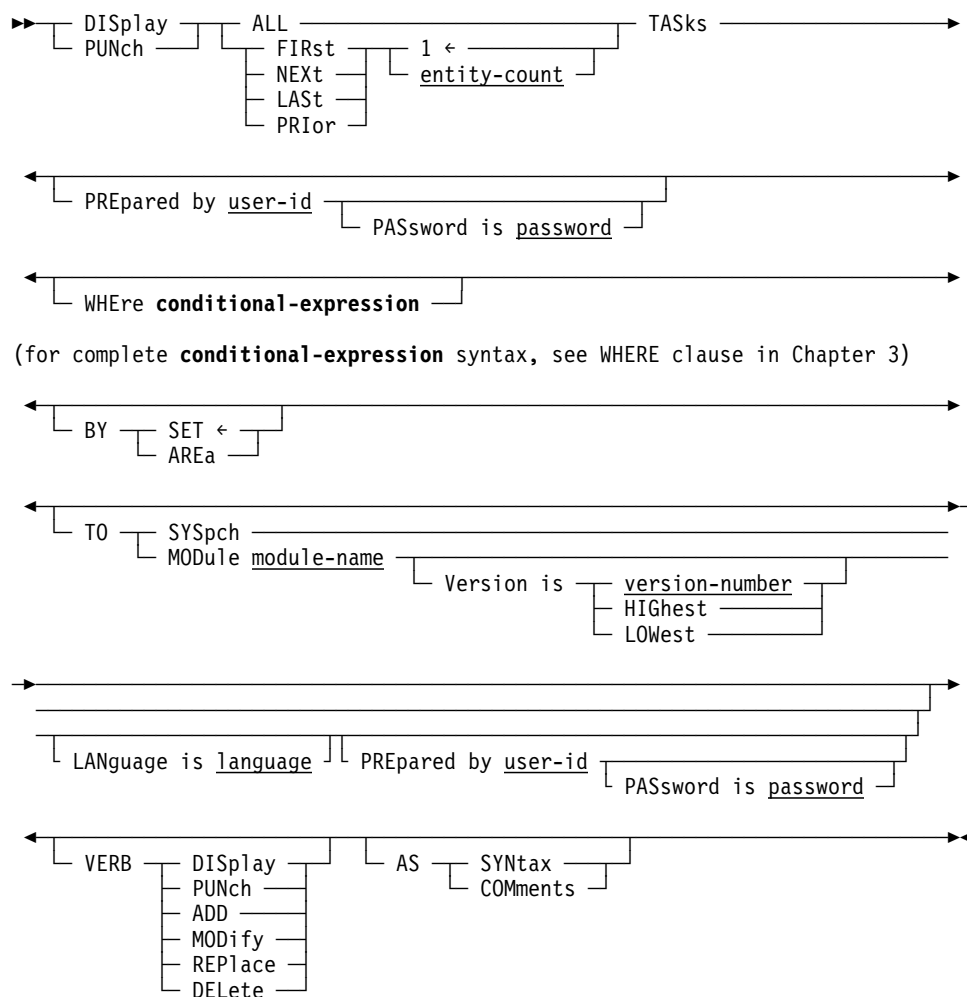 DISplay ALL TASks
PUNch FIRst 1 ←
NEXt entity-count
LASt
PRIor
PREpared by user-id
PASsword is password
WHEre conditional-expression
(for complete conditional-expression syntax, see WHERE clause in Chapter 3)
BY SET ←
AREa
TO SYSpch
MODule module-name
Version is version-number
HIGhest
LOWest
LANguage is language PREpared by user-id
PASsword is password
VERB DISplay AS SYNtax
PUNch COMments
ADD
MODify
REPlace
DELete